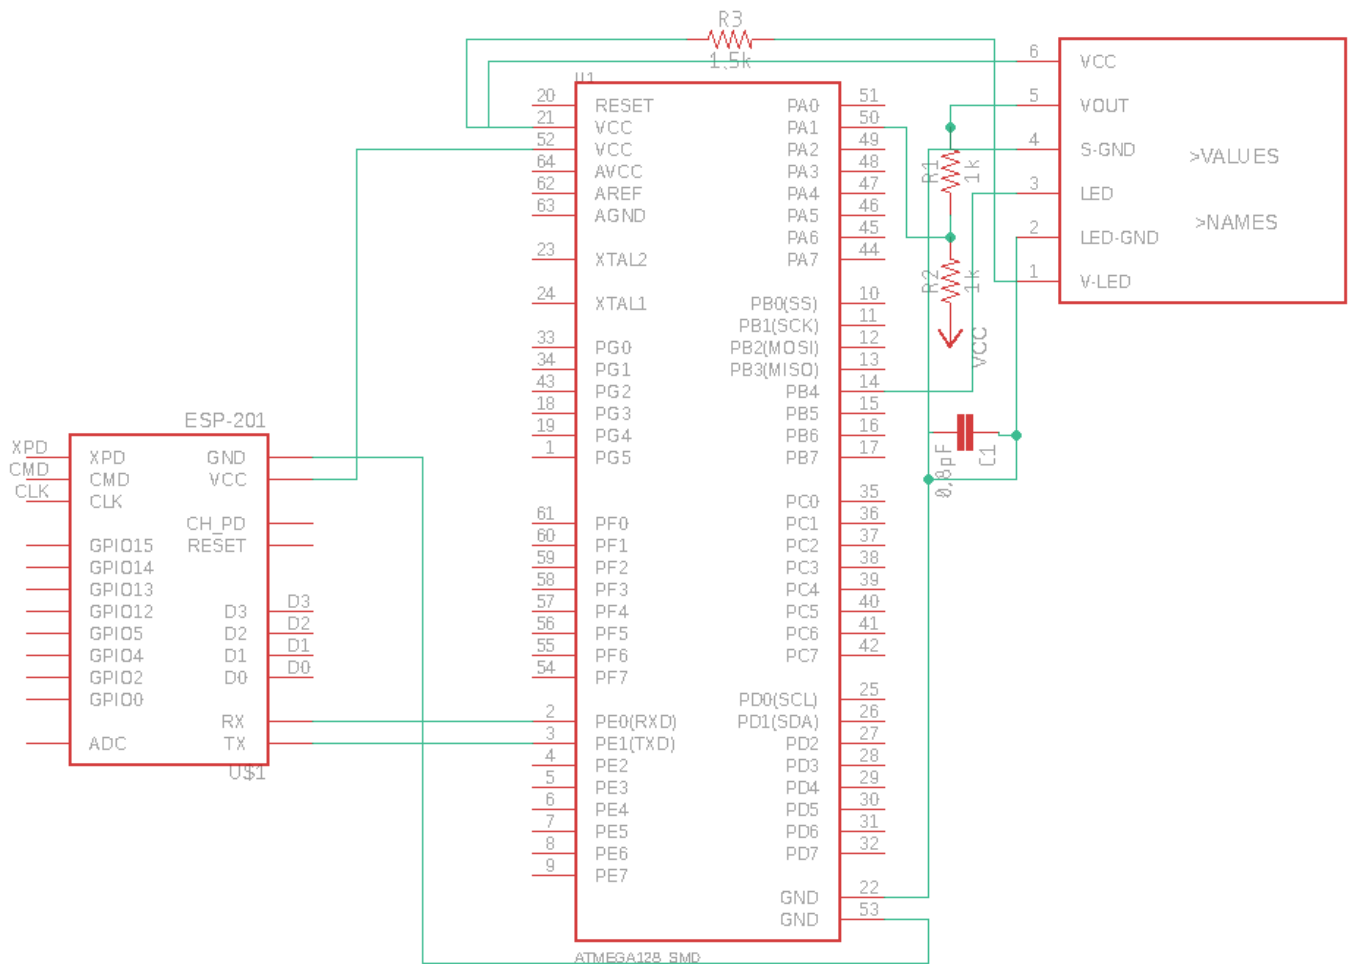 R3
1.5k
U1
20 RESET
21 VCC
52 VCC
64 AVCC
62 AREF
63 AGND
23 XTAL2
24 XTAL1
33 PG0
34 PG1
43 PG2
18 PG3
19 PG4
1 PG5
61 PF0
60 PF1
59 PF2
58 PF3
57 PF4
56 PF5
55 PF6
54 PF7
2 PE0(RXD)
3 PE1(TXD)
4 PE2
5 PE3
6 PE4
7 PE5
8 PE6
9 PE7
PA0 51
PA1 50
PA2 49
PA3 48
PA4 47
PA5 46
PA6 45
PA7 44
PB0(SS) 10
PB1(SCK) 11
PB2(MOSI) 12
PB3(MISO) 13
PB4 14
PB5 15
PB6 16
PB7 17
PC0 35
PC1 36
PC2 37
PC3 38
PC4 39
PC5 40
PC6 41
PC7 42
PD0(SCL) 25
PD1(SDA) 26
PD2 27
PD3 28
PD4 29
PD5 30
PD6 31
PD7 32
GND 22
GND 53
ATMEGA128_SMD
6 VCC
5 VOUT
4 S-GND
3 LED
2 LED-GND
1 V-LED
>VALUES
>NAMES
R1
1k
R2
1k
VCC
0,8pF
C1
ESP-201
XPD XPD
CMD CMD
CLK CLK
GPIO15
GPIO14
GPIO13
GPIO12
GPIO5
GPIO4
GPIO2
GPIO0
ADC
GND
VCC
CH_PD
RESET
D3 D3
D2 D2
D1 D1
D0 D0
RX
TX
U$1